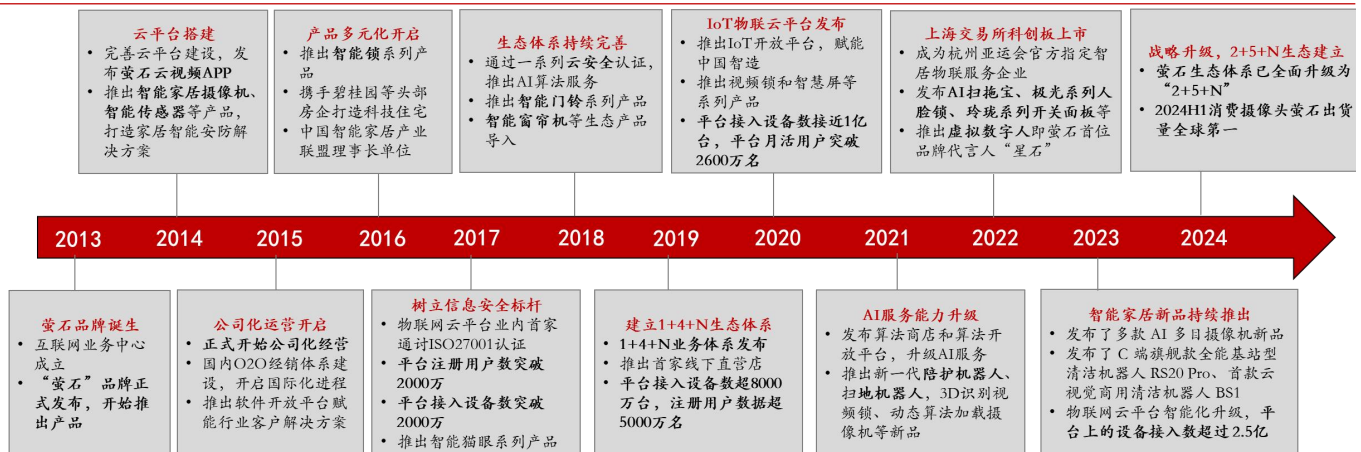 云平台搭建
• 完善云平台建设，发
布萤石云视频APP
• 推出智能家居摄像机、
智能传感器等产品，
打造家居智能安防解
决方案
产品多元化开启
• 推出智能锁系列产
品
• 携手碧桂园等头部
房企打造科技住宅
• 中国智能家居产业
联盟理事长单位
生态体系持续完善
• 通过一系列云安全认证，
推出AI算法服务
• 推出智能门铃系列产品
• 智能窗帘机等生态产品
导入
IoT物联云平台发布
• 推出IoT开放平台，赋能
中国智造
• 推出视频锁和智慧屏等
系列产品
• 平台接入设备数接近1亿
台，平台月活用户突破
2600万名
上海交易所科创板上市
• 成为杭州亚运会官方指定智
居物联服务企业
• 发布AI扫拖宝、极光系列人
脸锁、玲珑系列开关面板等
• 推出虚拟数字人即萤石首位
品牌代言人“星石”
战略升级，2+5+N生态建立
• 萤石生态体系已全面升级为
“2+5+N”
• 2024H1消费摄像头萤石出货
量全球第一
2013 2014 2015 2016 2017 2018 2019 2020 2021 2022 2023 2024
萤石品牌诞生
• 互联网业务中心
成立
• “萤石”品牌正
式发布，开始推
出产品
公司化运营开启
• 正式开始公司化经营
• 国内O2O经销体系建
设，开启国际化进程
• 推出软件开放平台赋
能行业客户解决方案
树立信息安全标杆
• 物联网云平台业内首家
通讨ISO27001认证
• 平台注册用户数突破
2000万
• 平台接入设备数突破
2000万
• 推出智能猫眼系列产品
建立1+4+N生态体系
• 1+4+N业务体系发布
• 推出首家线下直营店
• 平台接入设备数超8000
万台，注册用户数据超
5000万名
AI服务能力升级
• 发布算法商店和算法开
放平台，升级AI服务
• 推出新一代陪护机器人、
扫地机器人，3D识别视
频锁、动态算法加载摄
像机等新品
智能家居新品持续推出
• 发布了多款 AI 多目摄像机新品
• 发布了 C 端旗舰款全能基站型
清洁机器人 RS20 Pro、首款云
视觉商用清洁机器人 BS1
• 物联网云平台智能化升级，平
台上的设备接入数超过 2.5亿